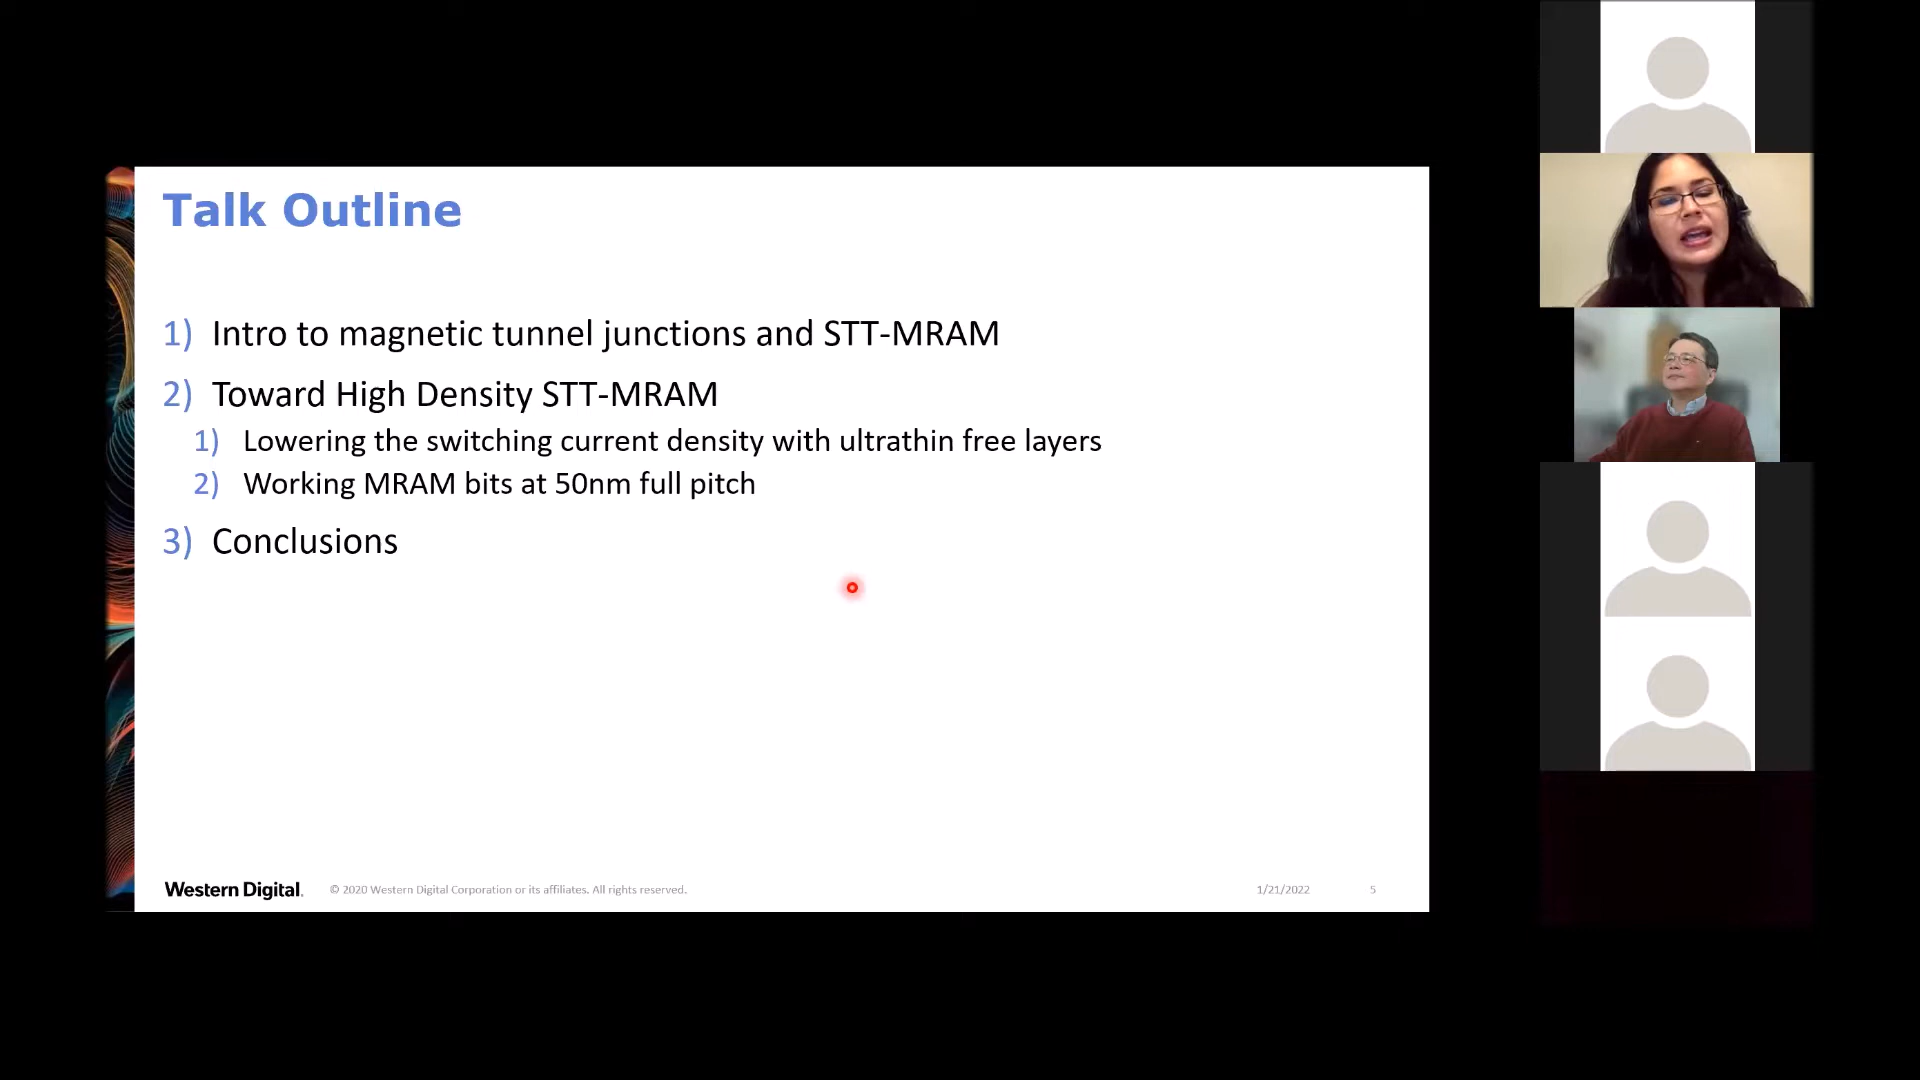 Talk Outline
1) Intro to magnetic tunnel junctions and STT-MRAM
2) Toward High Density STT-MRAM
1) Lowering the switching current density with ultrathin free layers
2) Working MRAM bits at 50nm full pitch
3) Conclusions
Western Digital. © 2020 Western Digital Corporation or its affiliates. All rights reserved. 1/21/2022 5